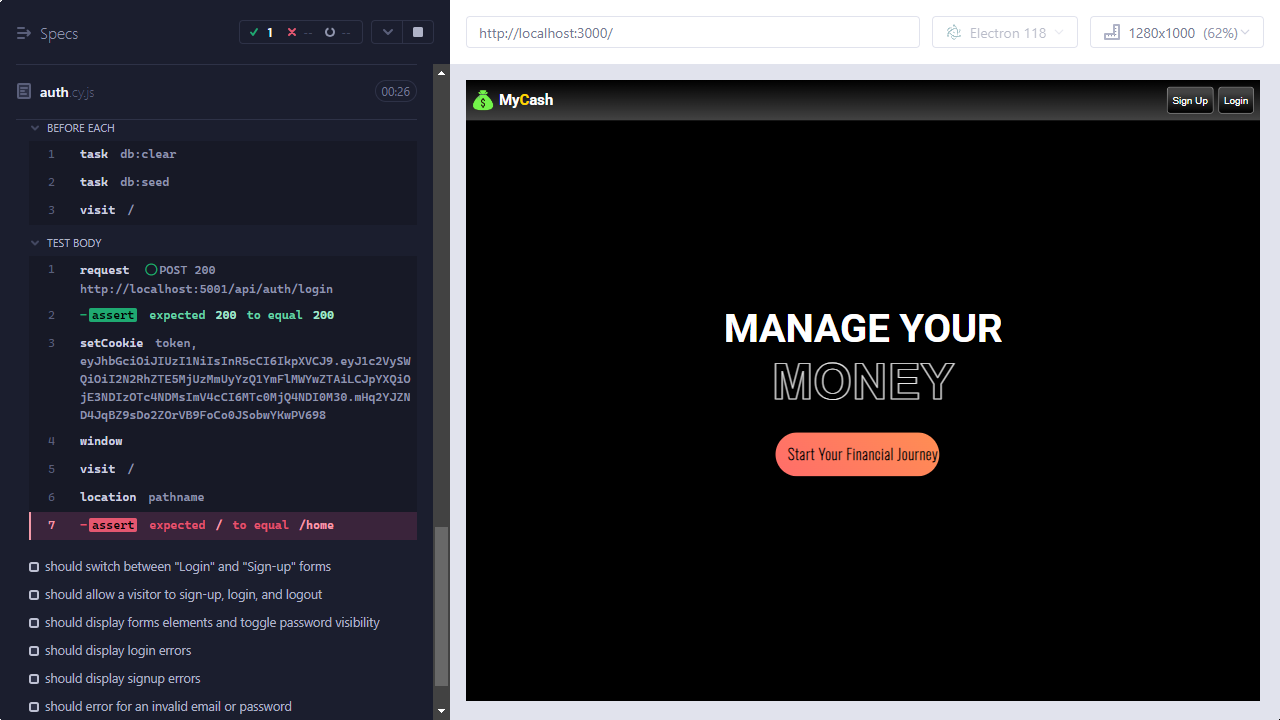 Specs
1
--
--
http://localhost:3000/
Electron 118
1280x1000 (62%)
auth.cy.js
00:26
BEFORE EACH
1 task db:clear
2 task db:seed
3 visit /
TEST BODY
1 request POST 200
http://localhost:5001/api/auth/login
2 -assert expected 200 to equal 200
3 setCookie token,
eyJhbGciOiJIUzI1NiIsInR5cCI6IkpXVCJ9.eyJ1c2VySW
QiOiI2N2RhZTE5MjUzMmUyYzQ1YmFlMWYwZTAiLCJpYXQiO
jE3NDIzOTc4NDMsImV4cCI6MTc0MjQ4NDI0M30.mHq2YJZN
D4JqBZ9sDo2ZOrVB9FoCo0JSobwYKwPV698
4 window
5 visit /
6 location pathname
7 -assert expected / to equal /home
should switch between "Login" and "Sign-up" forms
should allow a visitor to sign-up, login, and logout
should display forms elements and toggle password visibility
should display login errors
should display signup errors
should error for an invalid email or password
$ MyCash
Sign Up
Login
MANAGE YOUR
MONEY
Start Your Financial Journey